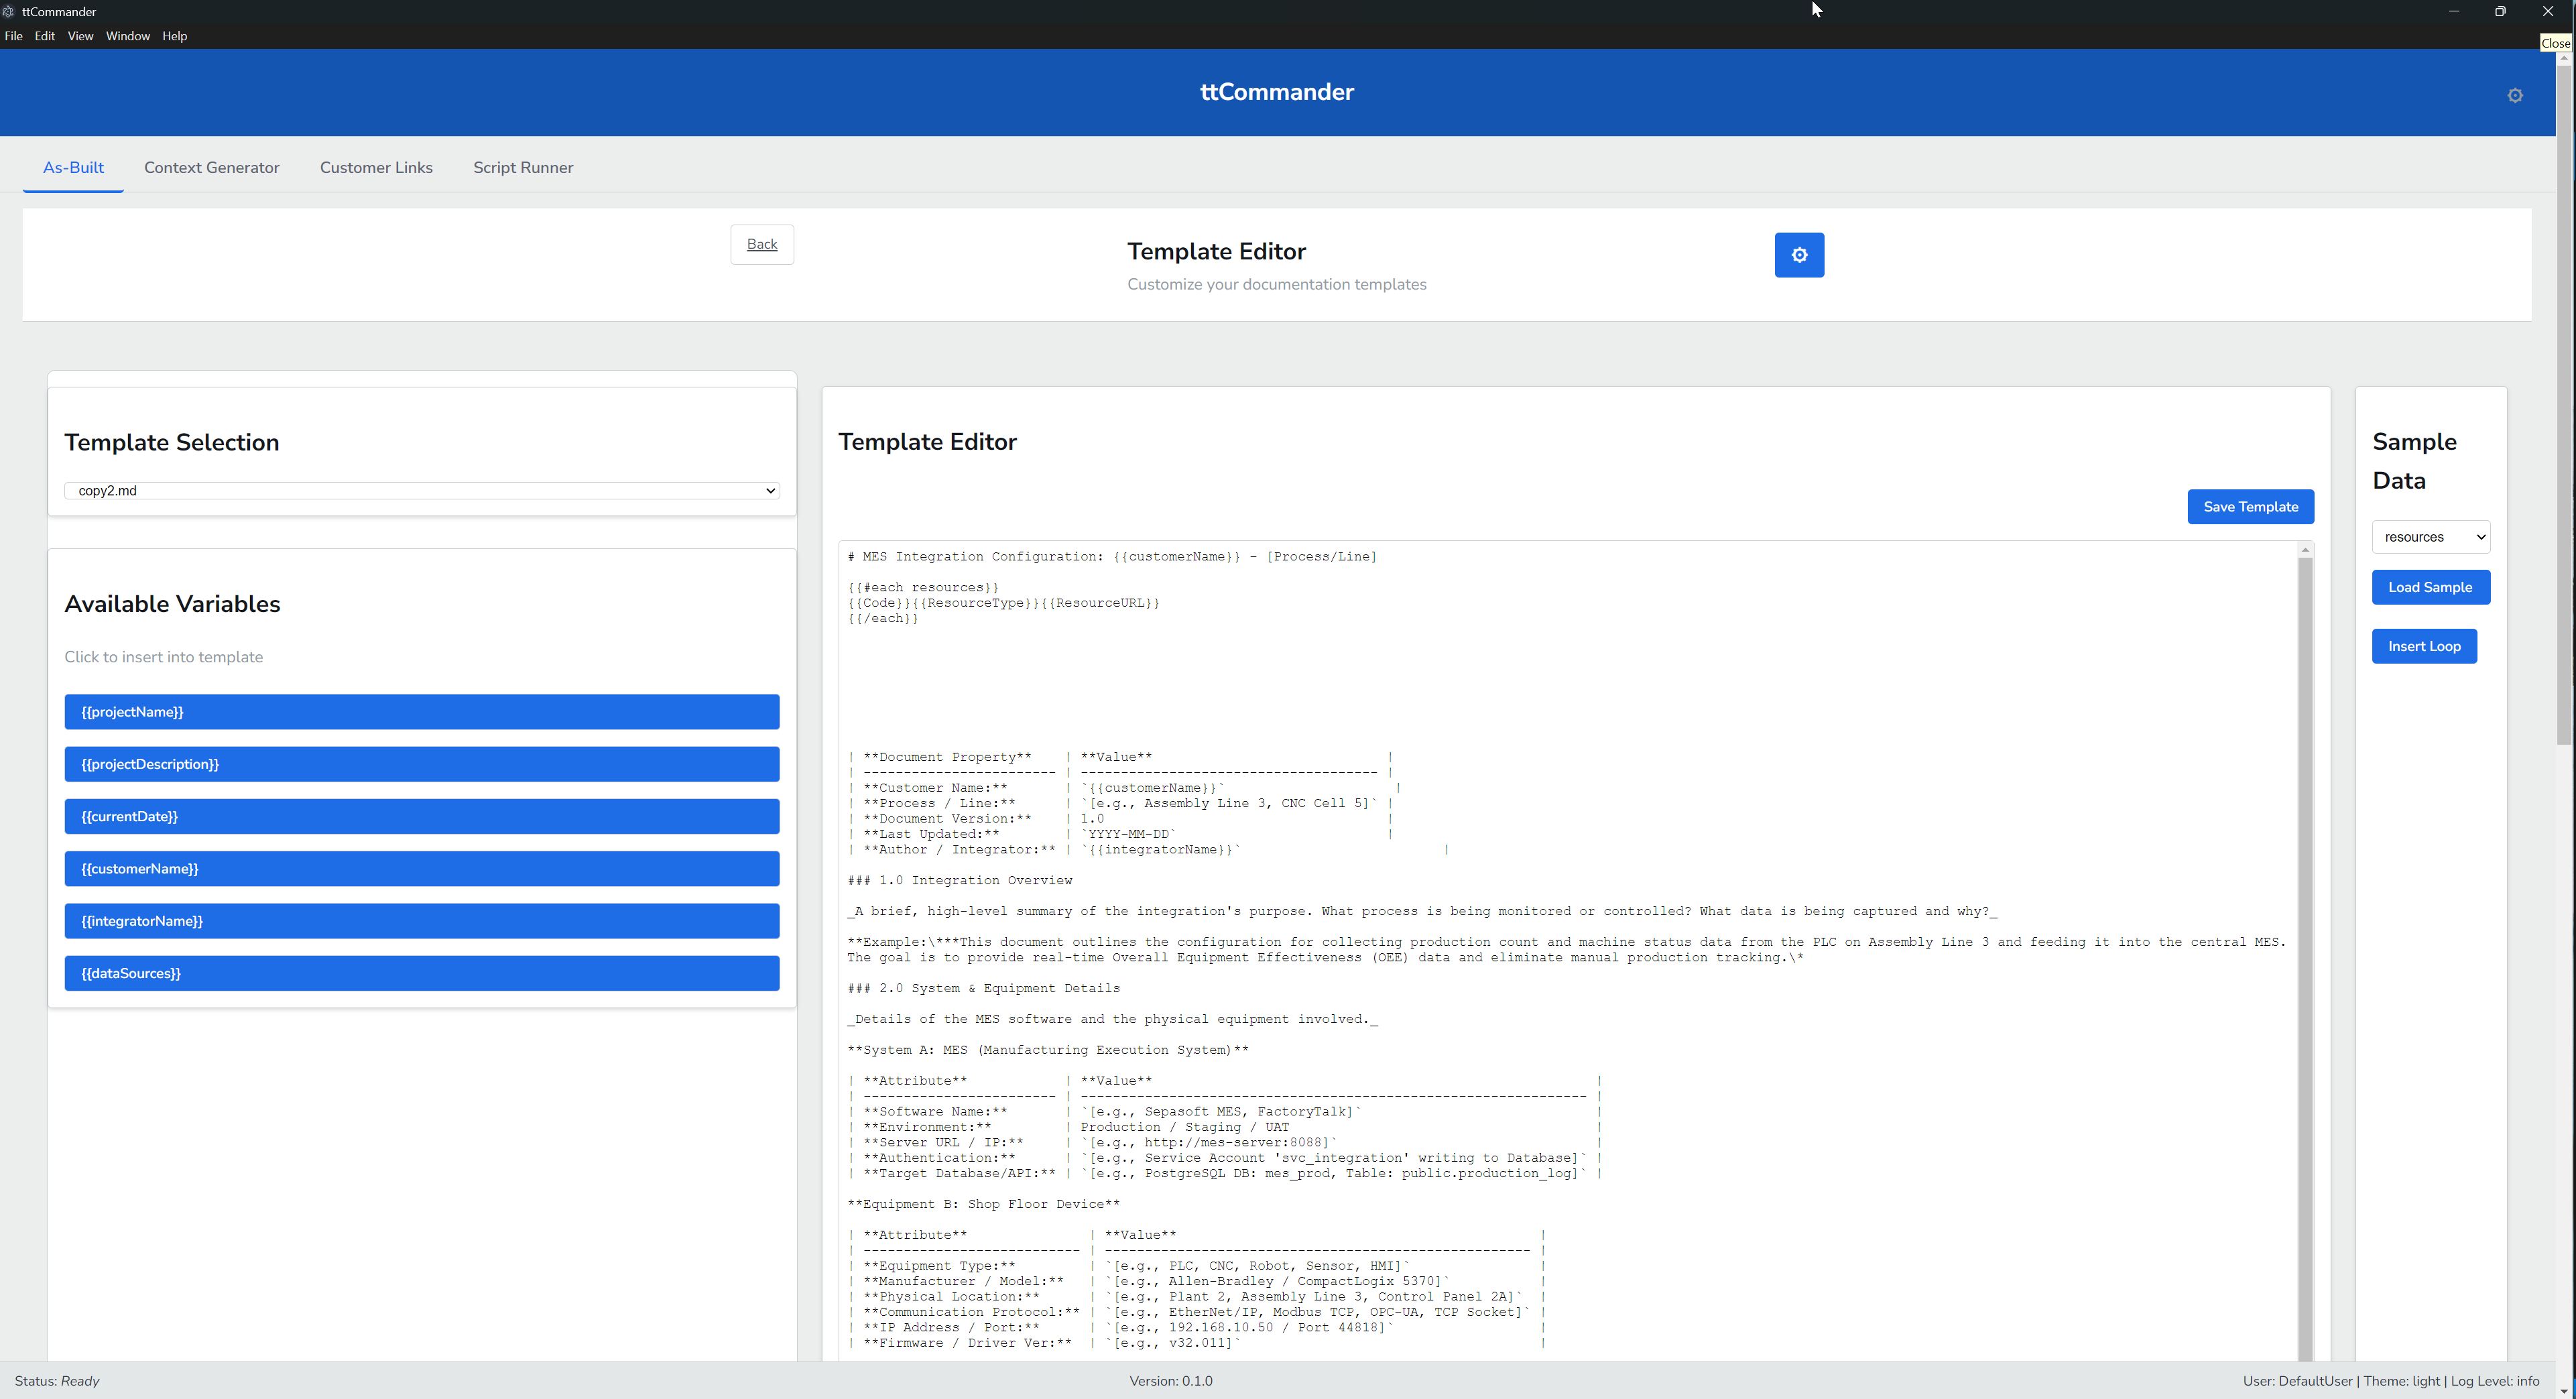 ttCommander
File Edit View Window Help
Close
ttCommander
As-Built Context Generator Customer Links Script Runner
Back
Template Editor
Customize your documentation templates
Template Selection
copy2.md
Available Variables
Click to insert into template
{{projectName}}
{{projectDescription}}
{{currentDate}}
{{customerName}}
{{integratorName}}
{{dataSources}}
Template Editor
Save Template
# MES Integration Configuration: {{customerName}} - [Process/Line]
{{#each resources}}
{{Code}}{{ResourceType}}{{ResourceURL}}
{{/each}}
| **Document Property** | **Value** |
| ------------------------ | ------------------------------------- |
| **Customer Name:** | `{{customerName}}` |
| **Process / Line:** | `[e.g., Assembly Line 3, CNC Cell 5]` |
| **Document Version:** | 1.0 |
| **Last Updated:** | `YYYY-MM-DD` |
| **Author / Integrator:** | `{{integratorName}}` |
### 1.0 Integration Overview
_A brief, high-level summary of the integration's purpose. What process is being monitored or controlled? What data is being captured and why?_
**Example:\***This document outlines the configuration for collecting production count and machine status data from the PLC on Assembly Line 3 and feeding it into the central MES.
The goal is to provide real-time Overall Equipment Effectiveness (OEE) data and eliminate manual production tracking.\*
### 2.0 System & Equipment Details
_Details of the MES software and the physical equipment involved._
**System A: MES (Manufacturing Execution System)**
| **Attribute** | **Value** |
| ------------------------ | --------------------------------------------------------------- |
| **Software Name:** | `[e.g., Sepasoft MES, FactoryTalk]` |
| **Environment:** | Production / Staging / UAT |
| **Server URL / IP:** | `[e.g., http://mes-server:8088]` |
| **Authentication:** | `[e.g., Service Account 'svc_integration' writing to Database]` |
| **Target Database/API:** | `[e.g., PostgreSQL DB: mes_prod, Table: public.production_log]` |
**Equipment B: Shop Floor Device**
| **Attribute** | **Value** |
| --------------------------- | ----------------------------------------------------- |
| **Equipment Type:** | `[e.g., PLC, CNC, Robot, Sensor, HMI]` |
| **Manufacturer / Model:** | `[e.g., Allen-Bradley / CompactLogix 5370]` |
| **Physical Location:** | `[e.g., Plant 2, Assembly Line 3, Control Panel 2A]` |
| **Communication Protocol:** | `[e.g., EtherNet/IP, Modbus TCP, OPC-UA, TCP Socket]` |
| **IP Address / Port:** | `[e.g., 192.168.10.50 / Port 44818]` |
| **Firmware / Driver Ver:** | `[e.g., v32.011]` |
Sample
Data
resources
Load Sample
Insert Loop
Status: Ready
Version: 0.1.0
User: DefaultUser | Theme: light | Log Level: info